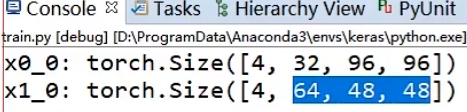 Console Tasks Hierarchy View PyUnit
train.py [debug] [D:\ProgramData\Anaconda3\envs\keras\python.exe]
x0_0: torch.Size([4, 32, 96, 96])
x1_0: torch.Size([4, 64, 48, 48])